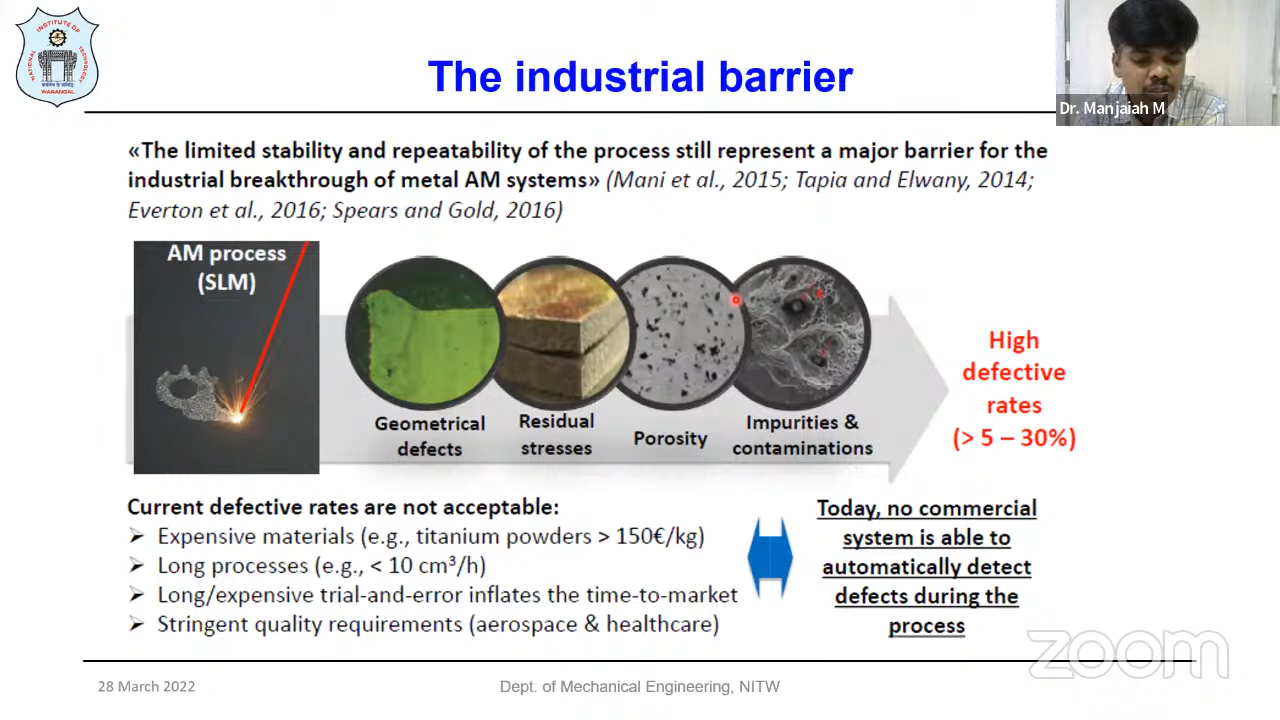 INSTITUTE OF
NATIONAL
TECHNOLOGY
WARANGAL
The industrial barrier
Dr. Manjaiah M
«The limited stability and repeatability of the process still represent a major barrier for the
industrial breakthrough of metal AM systems» (Mani et al., 2015; Tapia and Elwany, 2014;
Everton et al., 2016; Spears and Gold, 2016)
AM process
(SLM)
Geometrical
defects
Residual
stresses
Porosity
Impurities &
contaminations
High
defective
rates
(> 5 – 30%)
Current defective rates are not acceptable:
➢ Expensive materials (e.g., titanium powders > 150€/kg)
➢ Long processes (e.g., < 10 cm³/h)
➢ Long/expensive trial-and-error inflates the time-to-market
➢ Stringent quality requirements (aerospace & healthcare)
Today, no commercial
system is able to
automatically detect
defects during the
process
zoom
28 March 2022
Dept. of Mechanical Engineering, NITW